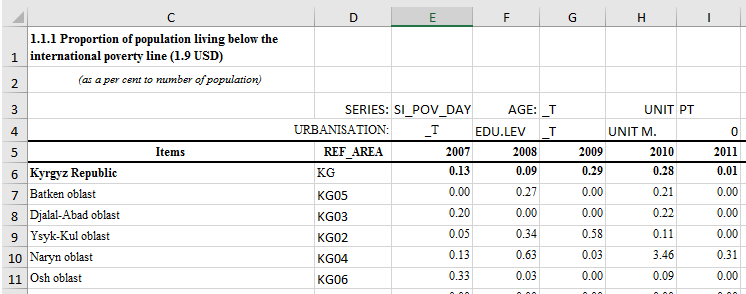 C D E F G H I
1 1.1.1 Proportion of population living below the
international poverty line (1.9 USD)
2 (as a per cent to number of population)
3 SERIES: SI_POV_DAY AGE: _T UNIT PT
4 URBANISATION: _T EDU.LEV _T UNIT M. 0
5 Items REF_AREA 2007 2008 2009 2010 2011
6 Kyrgyz Republic KG 0.13 0.09 0.29 0.28 0.01
7 Batken oblast KG05 0.00 0.27 0.00 0.21 0.00
8 Djalal-Abad oblast KG03 0.20 0.00 0.00 0.22 0.00
9 Ysyk-Kul oblast KG02 0.05 0.34 0.58 0.11 0.00
10 Naryn oblast KG04 0.13 0.63 0.03 3.46 0.31
11 Osh oblast KG06 0.33 0.03 0.00 0.09 0.00